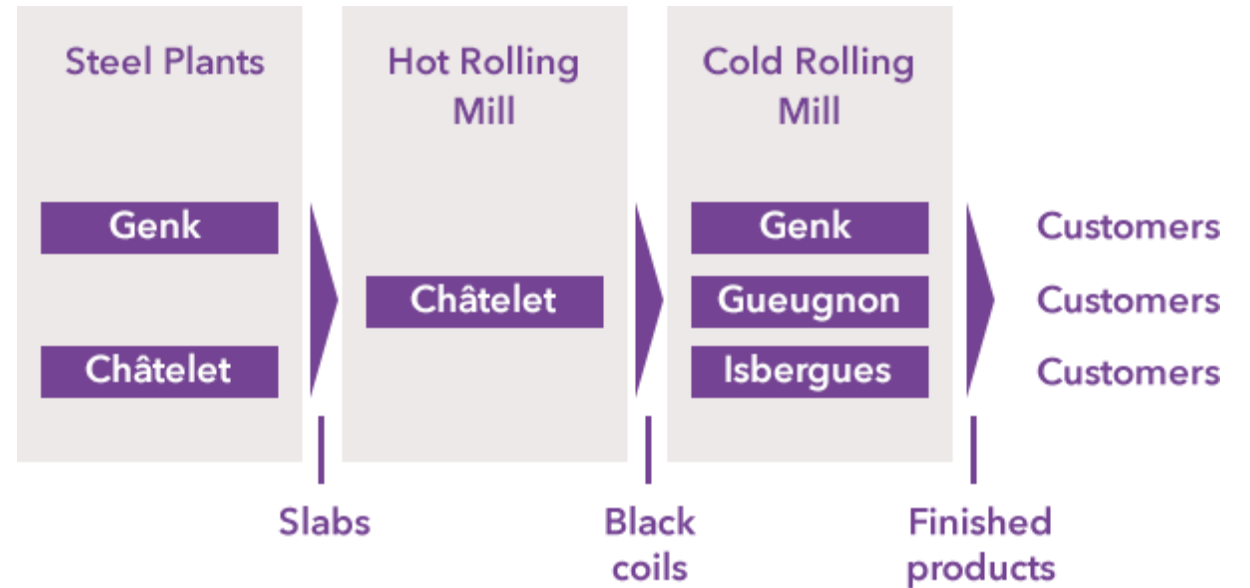 Steel Plants
Hot Rolling
Mill
Cold Rolling
Mill
Genk
Châtelet
Châtelet
Genk
Gueugnon
Isbergues
Customers
Customers
Customers
Slabs
Black
coils
Finished
products